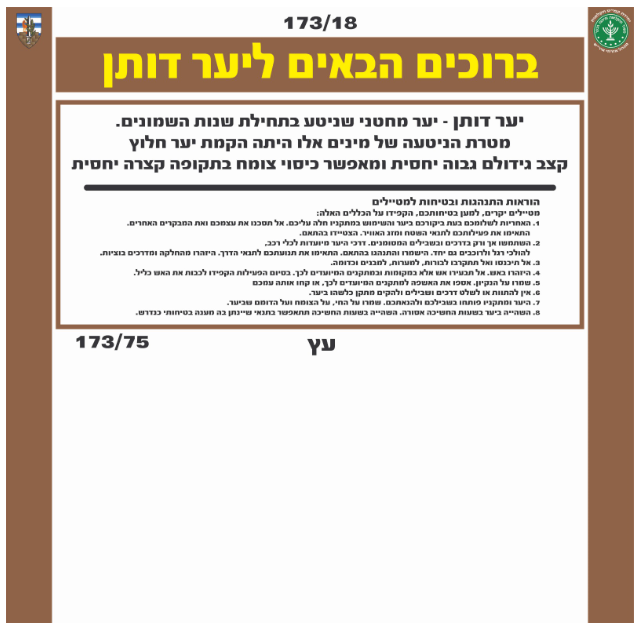 173/18
ברוכים הבאים ליער דותן
יער דותן - יער מחטני שניטע בתחילת שנות השמונים.
מטרת הניטעה של מינים אלו היתה הקמת יער חלוץ
קצב גידולם גבוה יחסית ומאפשר כיסוי צומח בתקופה קצרה יחסית
הוראות התנהגות ובטיחות למטיילים
מטיילים יקרים, למען בטיחותכם, הקפידו על הכללים האלה:
1. האחריות לשלומכם בעת ביקורכם ביער והשימוש במתקניו חלה עליכם. אל תסכנו את עצמכם ואת המבקרים האחרים.
התאימו את פעילותכם לתנאי השטח ומזג האוויר. הצטיידו בהתאם.
2. השתמשו אך ורק בדרכים ובשבילים המסומנים. דרכי היער מיועדות לכלי רכב,
להולכי רגל ולרוכבים גם יחד. הישמרו והתנהגו בהתאם. התאימו את תנועתכם לתנאי הדרך. היזהרו מהחלקה ומדרכים בוציות.
3. אל תיכנסו ואל תתקרבו לבורות, למערות, למבנים וכדומה.
4. היזהרו באש. אל תבעירו אש אלא במקומות ובמתקנים המיועדים לכך. בסיום הפעילות הקפידו לכבות את האש כליל.
5. שמרו על הנקיון. אספו את האשפה למתקנים המיועדים לכך, או קחו אותה עמכם
6. אין להתוות או לשלט דרכים ושבילים ולהקים מתקן כלשהו ביער.
7. היער ומתקניו פתוחו בשבילכם ולהנאתכם. שמרו על החי, על הצומח ועל הדומם שביער.
8. השהייה ביער בשעות החשיכה אסורה. השהייה בשעות החשיכה תתאפשר בתנאי שיינתן בה מענה בטיחותי כנדרש.
173/75
עץ